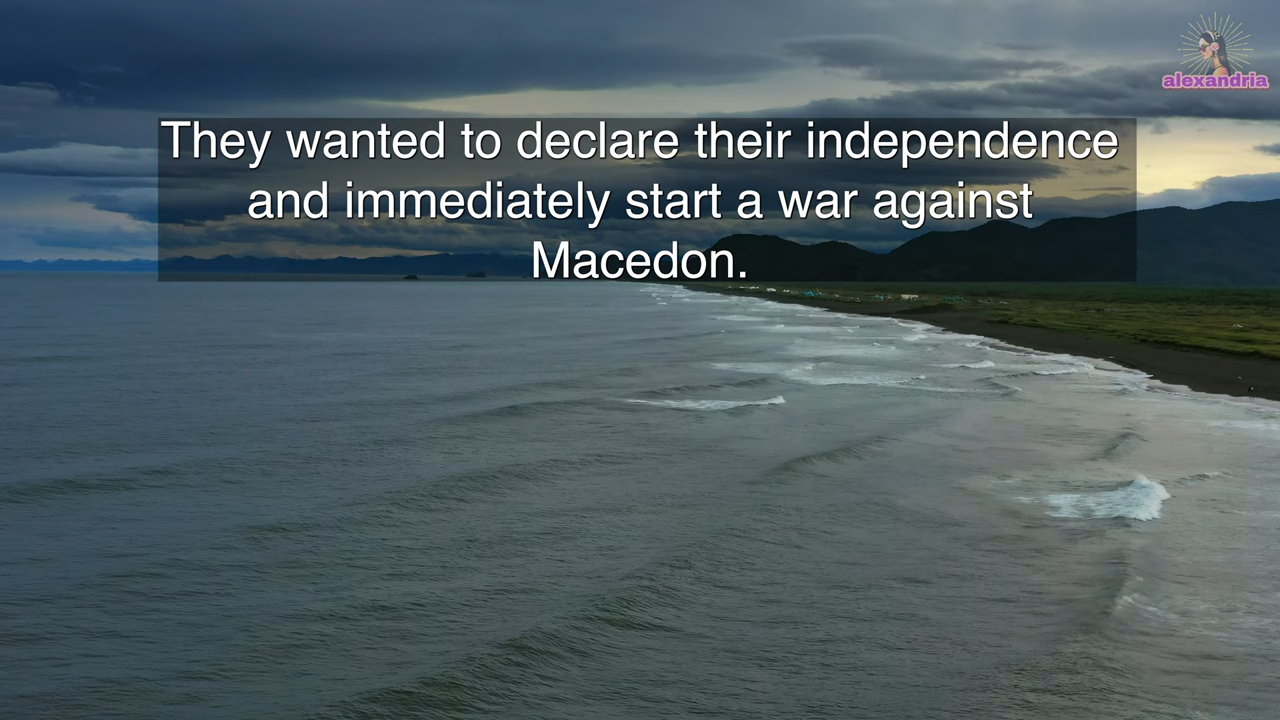 alexandria
They wanted to declare their independence
and immediately start a war against
Macedon.